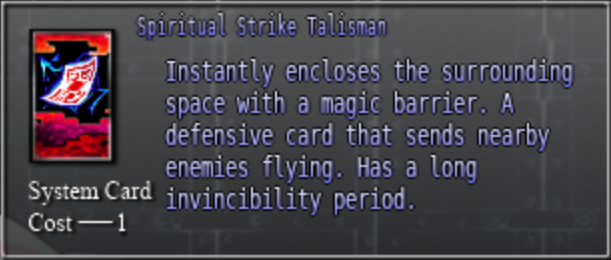 Spiritual Strike Talisman
Instantly encloses the surrounding
space with a magic barrier. A
defensive card that sends nearby
enemies flying. Has a long
invincibility period.
System Card
Cost ── 1